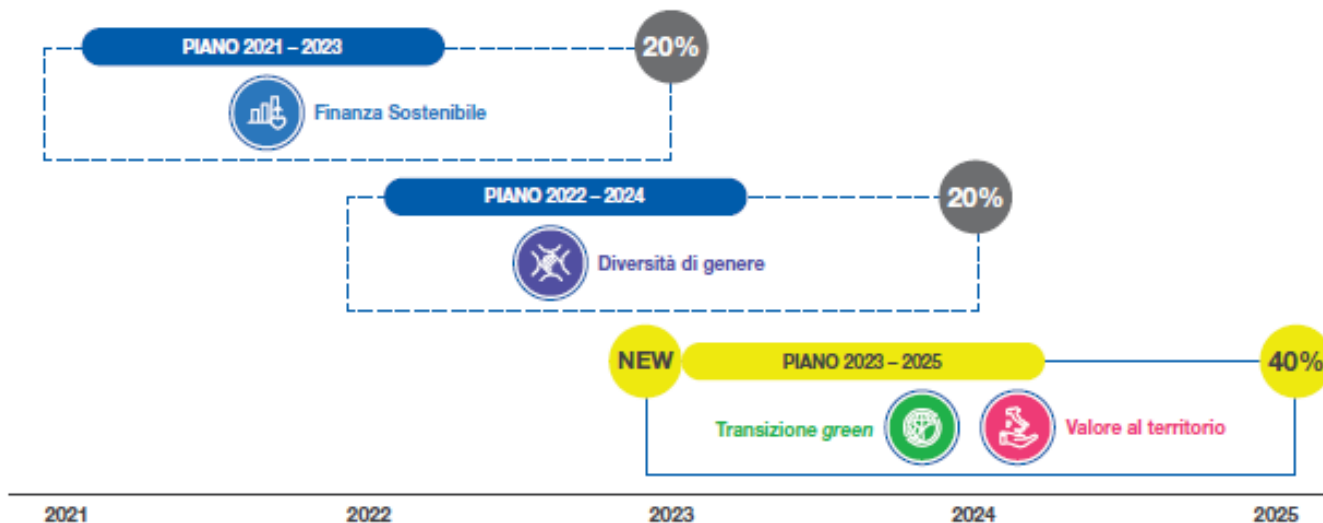 PIANO 2021 – 2023
20%
Finanza Sostenibile
PIANO 2022 – 2024
20%
Diversità di genere
NEW
PIANO 2023 – 2025
40%
Transizione green
Valore al territorio
2021 2022 2023 2024 2025